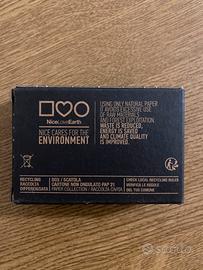 NiceLoveEarth
NICE CARES FOR THE
ENVIRONMENT
USING ONLY NATURAL PAPER
IT AVOIDS EXCESSIVE USE
OF RAW MATERIALS
AND FOREST EXPLOITATION
WASTE IS REDUCED,
ENERGY IS SAVED
AND CLIMATE QUALITY
IS IMPROVED.
RECYCLING
RACCOLTA
DIFFERENZIATA
BOX / SCATOLA
CARTONE NON ONDULATO PAP 21
PAPER COLLECTION / RACCOLTA CARTA
CHECK LOCAL RECYCLING RULES
VERIFICA LE REGOLE
DEL TUO COMUNE
subito